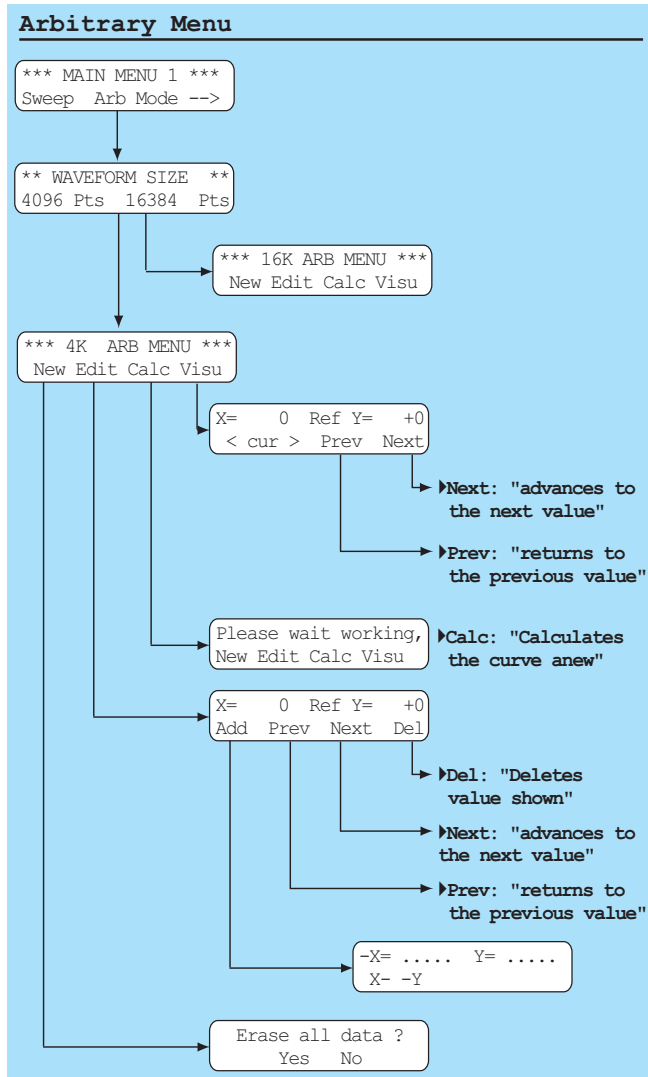 Arbitrary Menu
*** MAIN MENU 1 ***
Sweep  Arb Mode -->
** WAVEFORM SIZE  **
4096 Pts  16384  Pts
*** 16K ARB MENU ***
New Edit Calc Visu
*** 4K  ARB MENU ***
New Edit Calc Visu
X=    0  Ref Y=   +0
< cur >  Prev  Next
Next: "advances to
the next value"
Prev: "returns to
the previous value"
Please wait working,
New Edit Calc Visu
Calc: "Calculates
the curve anew"
X=    0  Ref Y=   +0
Add  Prev  Next  Del
Del: "Deletes
value shown"
Next: "advances to
the next value"
Prev: "returns to
the previous value"
-X= .....  Y= .....
X- -Y
Erase all data ?
Yes   No